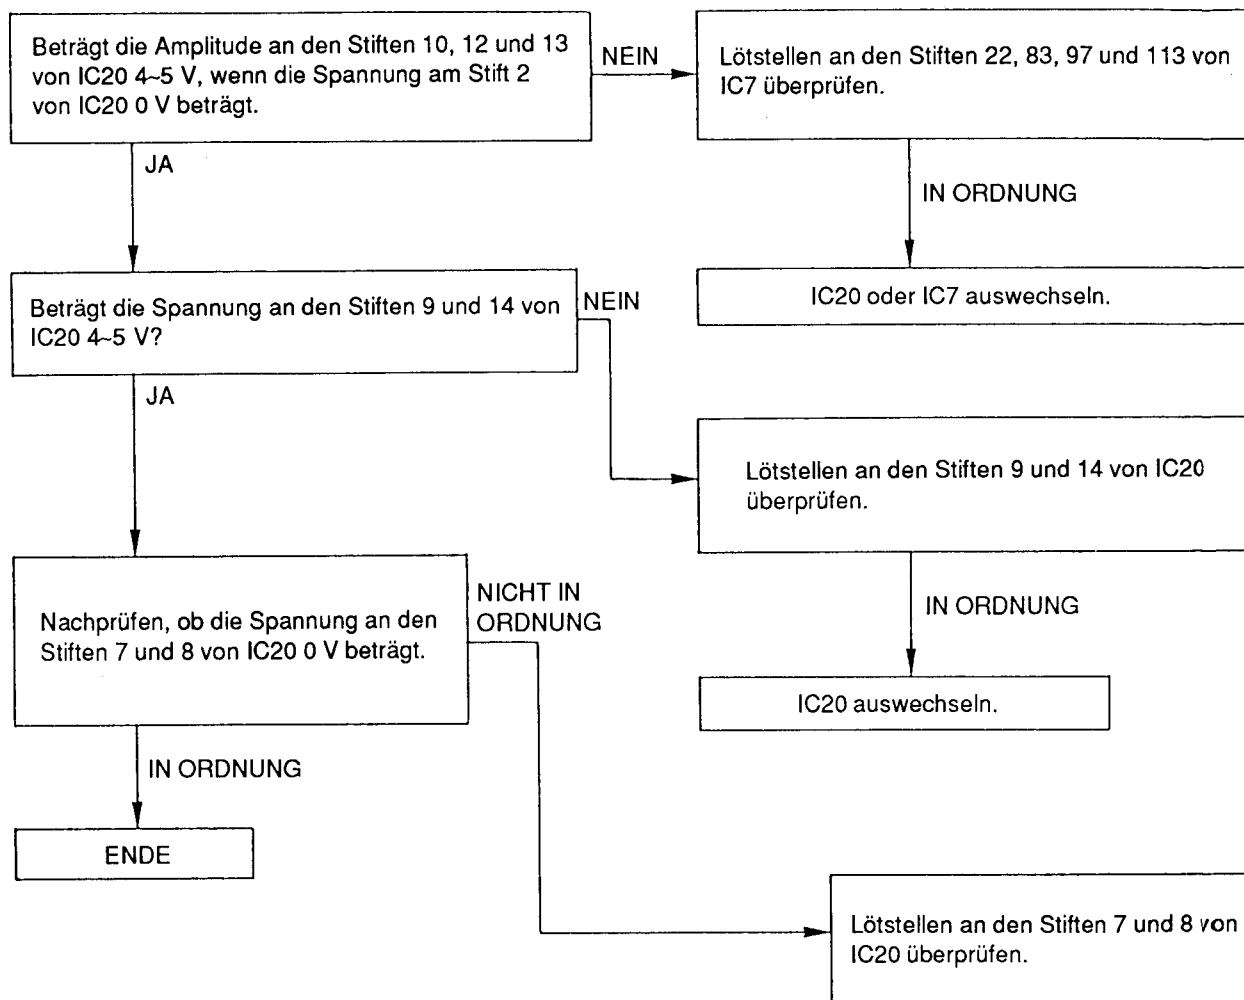 Beträgt die Amplitude an den Stiften 10, 12 und 13
von IC20 4~5 V, wenn die Spannung am Stift 2
von IC20 0 V beträgt.
NEIN
Lötstellen an den Stiften 22, 83, 97 und 113 von
IC7 überprüfen.
JA
IN ORDNUNG
IC20 oder IC7 auswechseln.
Beträgt die Spannung an den Stiften 9 und 14 von
IC20 4~5 V?
NEIN
JA
Lötstellen an den Stiften 9 und 14 von IC20
überprüfen.
IN ORDNUNG
IC20 auswechseln.
Nachprüfen, ob die Spannung an den
Stiften 7 und 8 von IC20 0 V beträgt.
NICHT IN
ORDNUNG
IN ORDNUNG
ENDE
Lötstellen an den Stiften 7 und 8 von
IC20 überprüfen.